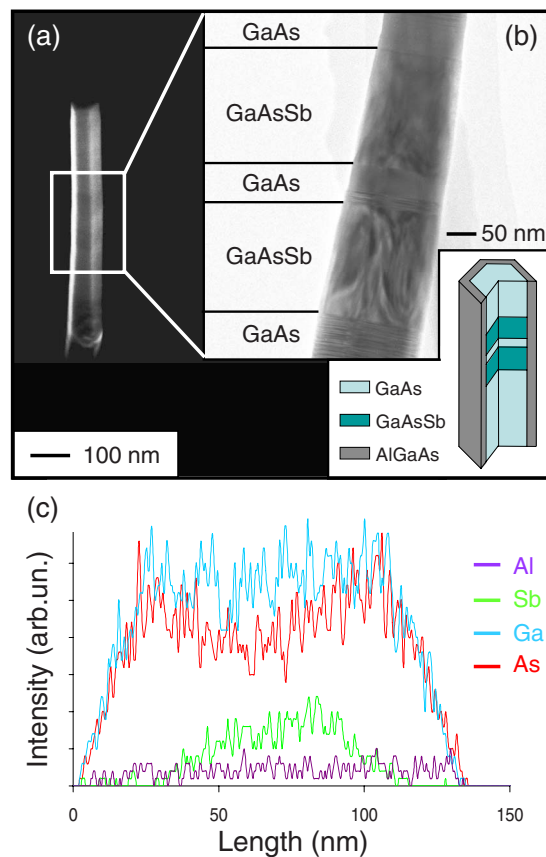 (a)
(b)
GaAs
GaAsSb
GaAs
GaAsSb
GaAs
50 nm
100 nm
GaAs
GaAsSb
AlGaAs
(c)
Intensity (arb.un.)
Al
Sb
Ga
As
0
50
100
150
Length (nm)